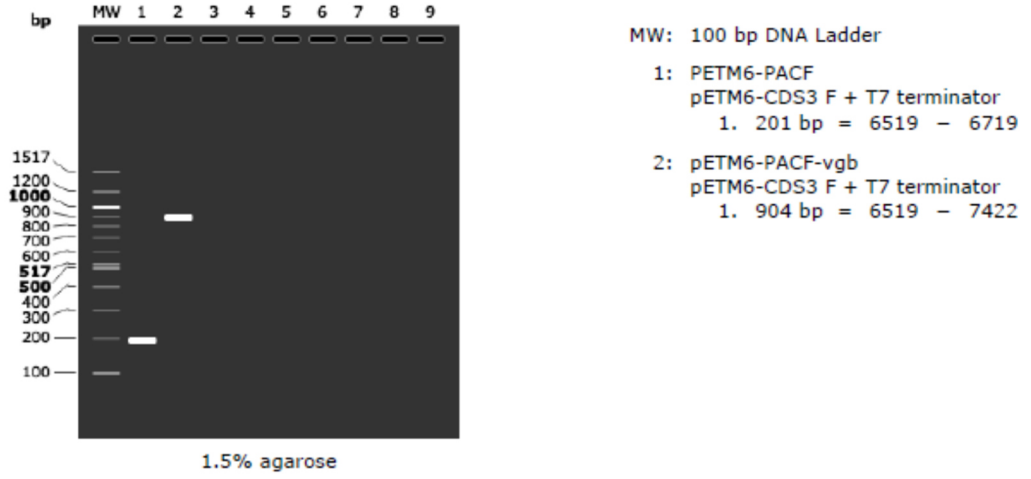 bp MW 1 2 3 4 5 6 7 8 9
1517
1200
1000
900
800
700
600
517
500
400
300
200
100
1.5% agarose
MW: 100 bp DNA Ladder
1: PETM6-PACF
pETM6-CDS3 F + T7 terminator
1. 201 bp = 6519 – 6719
2: pETM6-PACF-vgb
pETM6-CDS3 F + T7 terminator
1. 904 bp = 6519 – 7422